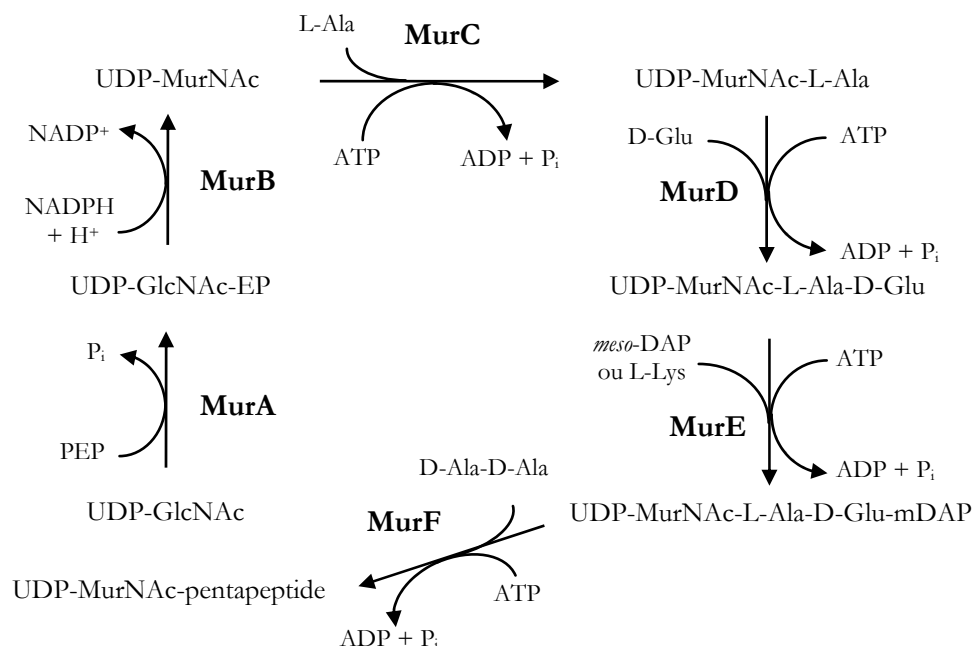 L-Ala
MurC
UDP-MurNAc
UDP-MurNAc-L-Ala
NADP⁺
ATP
ADP + Pᵢ
D-Glu
ATP
MurB
MurD
NADPH
+ H⁺
ADP + Pᵢ
UDP-GlcNAc-EP
UDP-MurNAc-L-Ala-D-Glu
Pᵢ
meso-DAP
ou L-Lys
ATP
MurA
MurE
PEP
D-Ala-D-Ala
ADP + Pᵢ
UDP-GlcNAc
MurF
UDP-MurNAc-L-Ala-D-Glu-mDAP
UDP-MurNAc-pentapeptide
ATP
ADP + Pᵢ